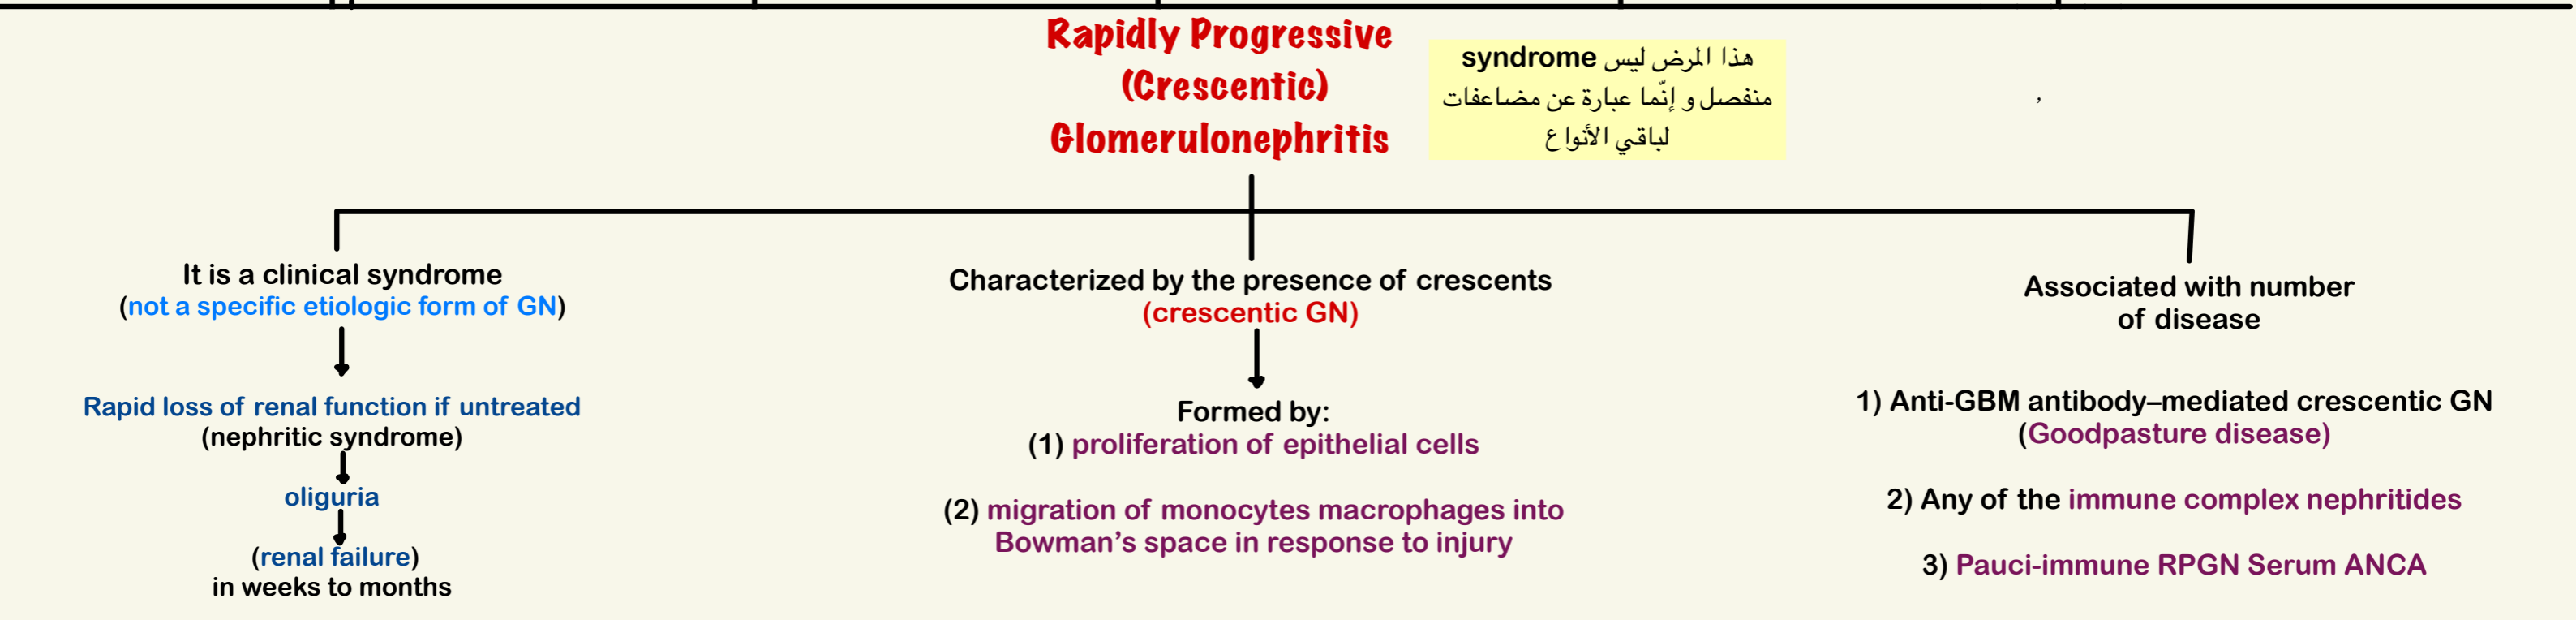 Rapidly Progressive
(Crescentic)
Glomerulonephritis
هذا المرض ليس syndrome
منفصل و إنّما عبارة عن مضاعفات
لباقي الأنواع
It is a clinical syndrome
(not a specific etiologic form of GN)
Rapid loss of renal function if untreated
(nephritic syndrome)
oliguria
(renal failure)
in weeks to months
Characterized by the presence of crescents
(crescentic GN)
Formed by:
(1) proliferation of epithelial cells
(2) migration of monocytes macrophages into
Bowman’s space in response to injury
Associated with number
of disease
1) Anti-GBM antibody–mediated crescentic GN
(Goodpasture disease)
2) Any of the immune complex nephritides
3) Pauci-immune RPGN Serum ANCA